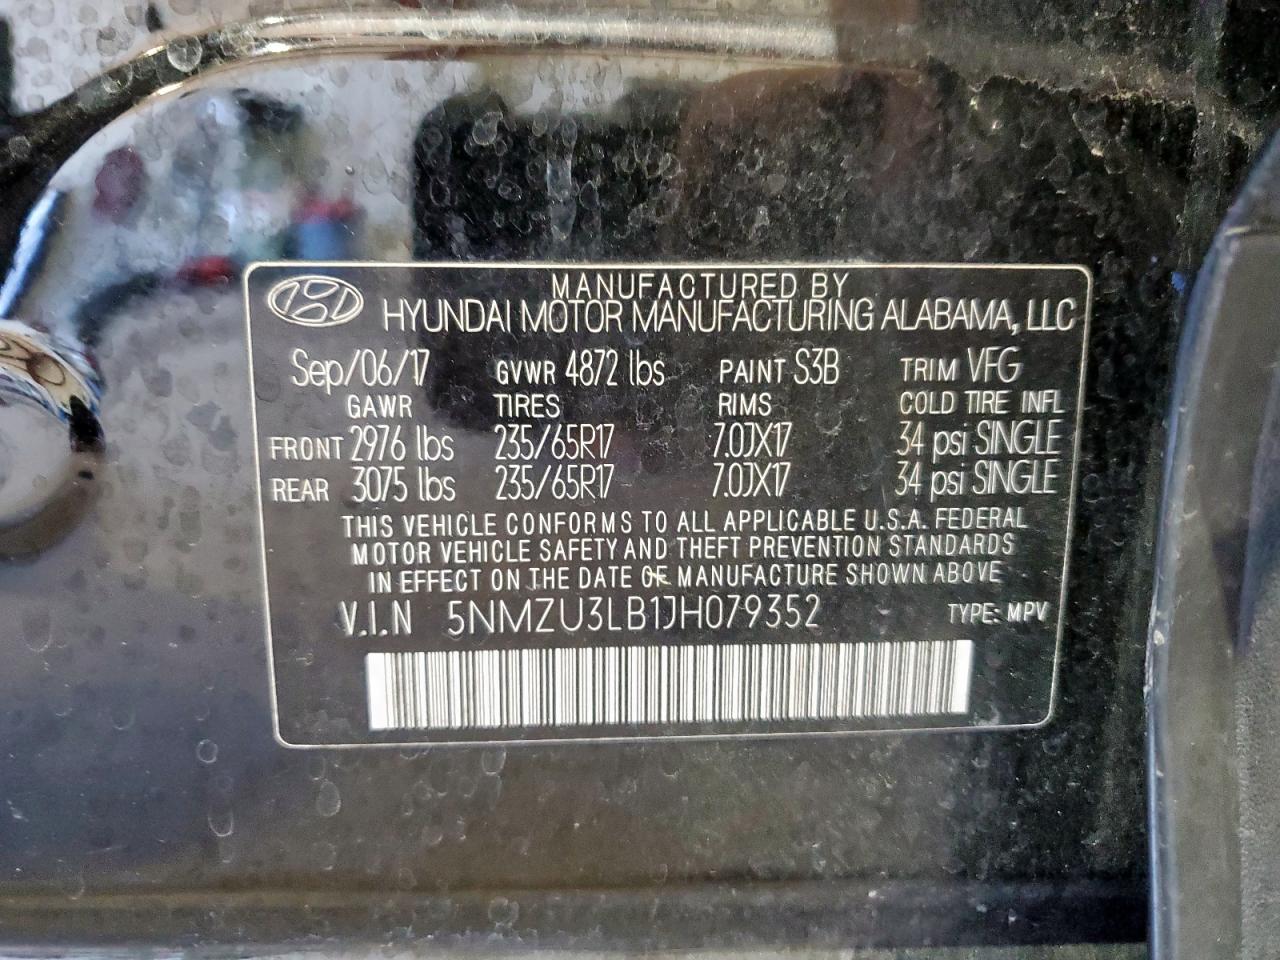 MANUFACTURED BY
HYUNDAI MOTOR MANUFACTURING ALABAMA, LLC
Sep/06/17 GVWR 4872 lbs PAINT S3B TRIM VFG
GAWR TIRES RIMS COLD TIRE INFL
FRONT 2976 lbs 235/65R17 7.0JX17 34 psi SINGLE
REAR 3075 lbs 235/65R17 7.0JX17 34 psi SINGLE
THIS VEHICLE CONFORMS TO ALL APPLICABLE U.S.A. FEDERAL
MOTOR VEHICLE SAFETY AND THEFT PREVENTION STANDARDS
IN EFFECT ON THE DATE OF MANUFACTURE SHOWN ABOVE
V.I.N 5NMZU3LB1JH079352 TYPE: MPV